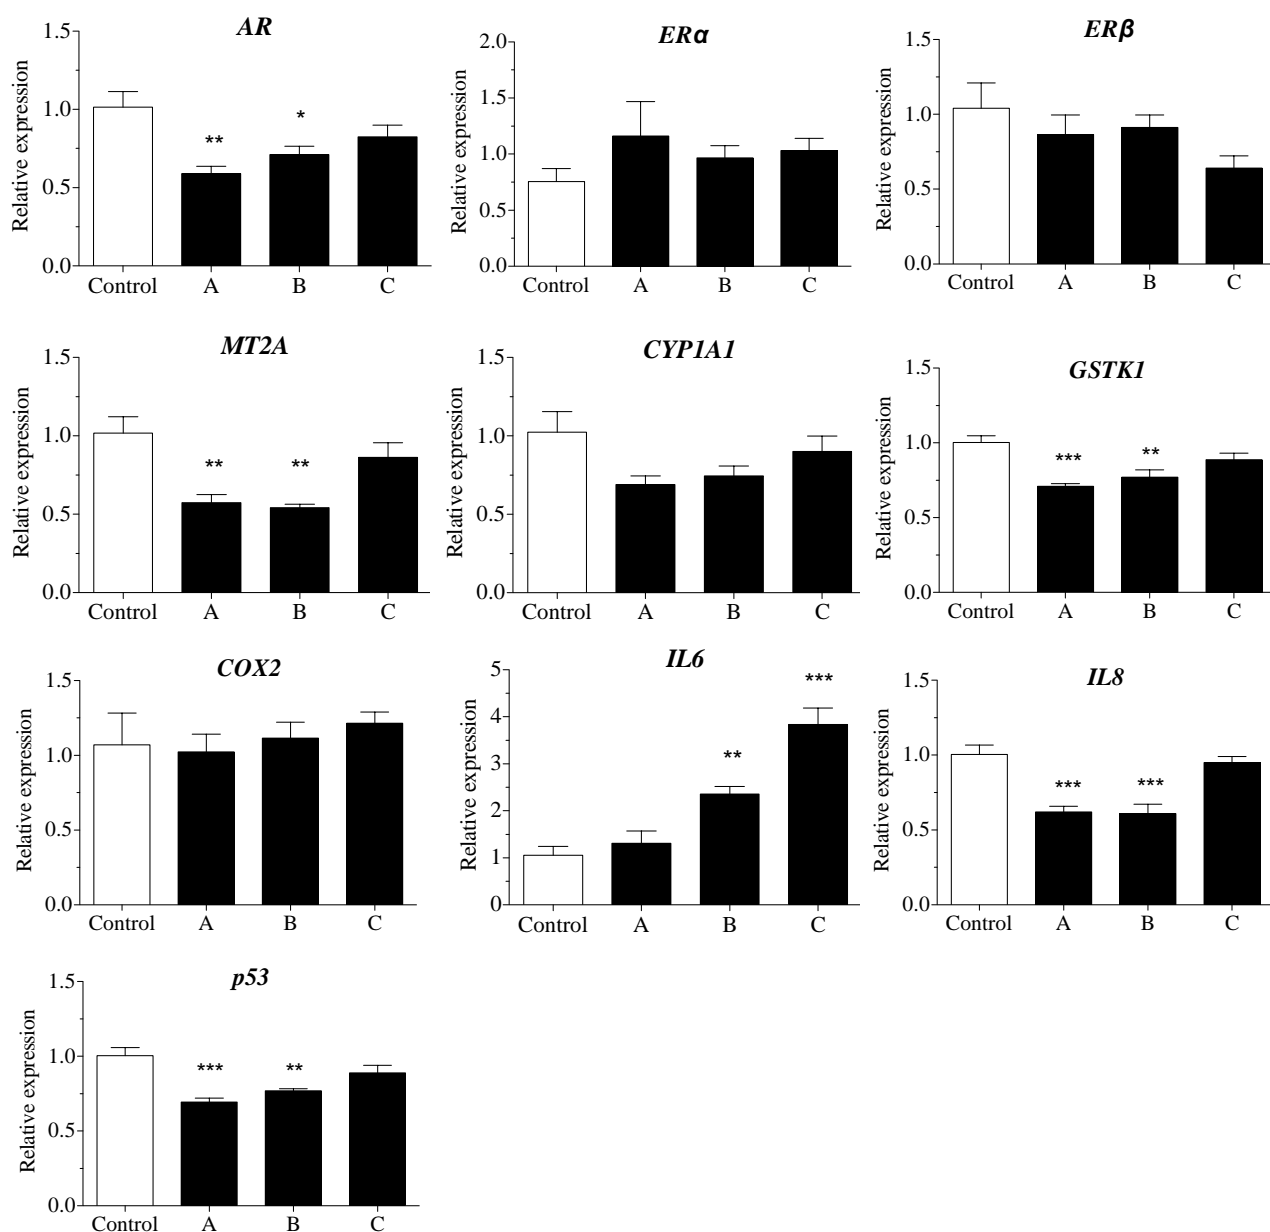 AR
Relative expression
1.5
1.0
0.5
0.0
**
*
Control A B C
ERα
Relative expression
2.0
1.5
1.0
0.5
0.0
Control A B C
ERβ
Relative expression
1.5
1.0
0.5
0.0
Control A B C
MT2A
Relative expression
1.5
1.0
0.5
0.0
** **
Control A B C
CYP1A1
Relative expression
1.5
1.0
0.5
0.0
Control A B C
GSTK1
Relative expression
1.5
1.0
0.5
0.0
*** **
Control A B C
COX2
Relative expression
1.5
1.0
0.5
0.0
Control A B C
IL6
Relative expression
5
4
3
2
1
0
**
***
Control A B C
IL8
Relative expression
1.5
1.0
0.5
0.0
*** ***
Control A B C
p53
Relative expression
1.5
1.0
0.5
0.0
*** **
Control A B C